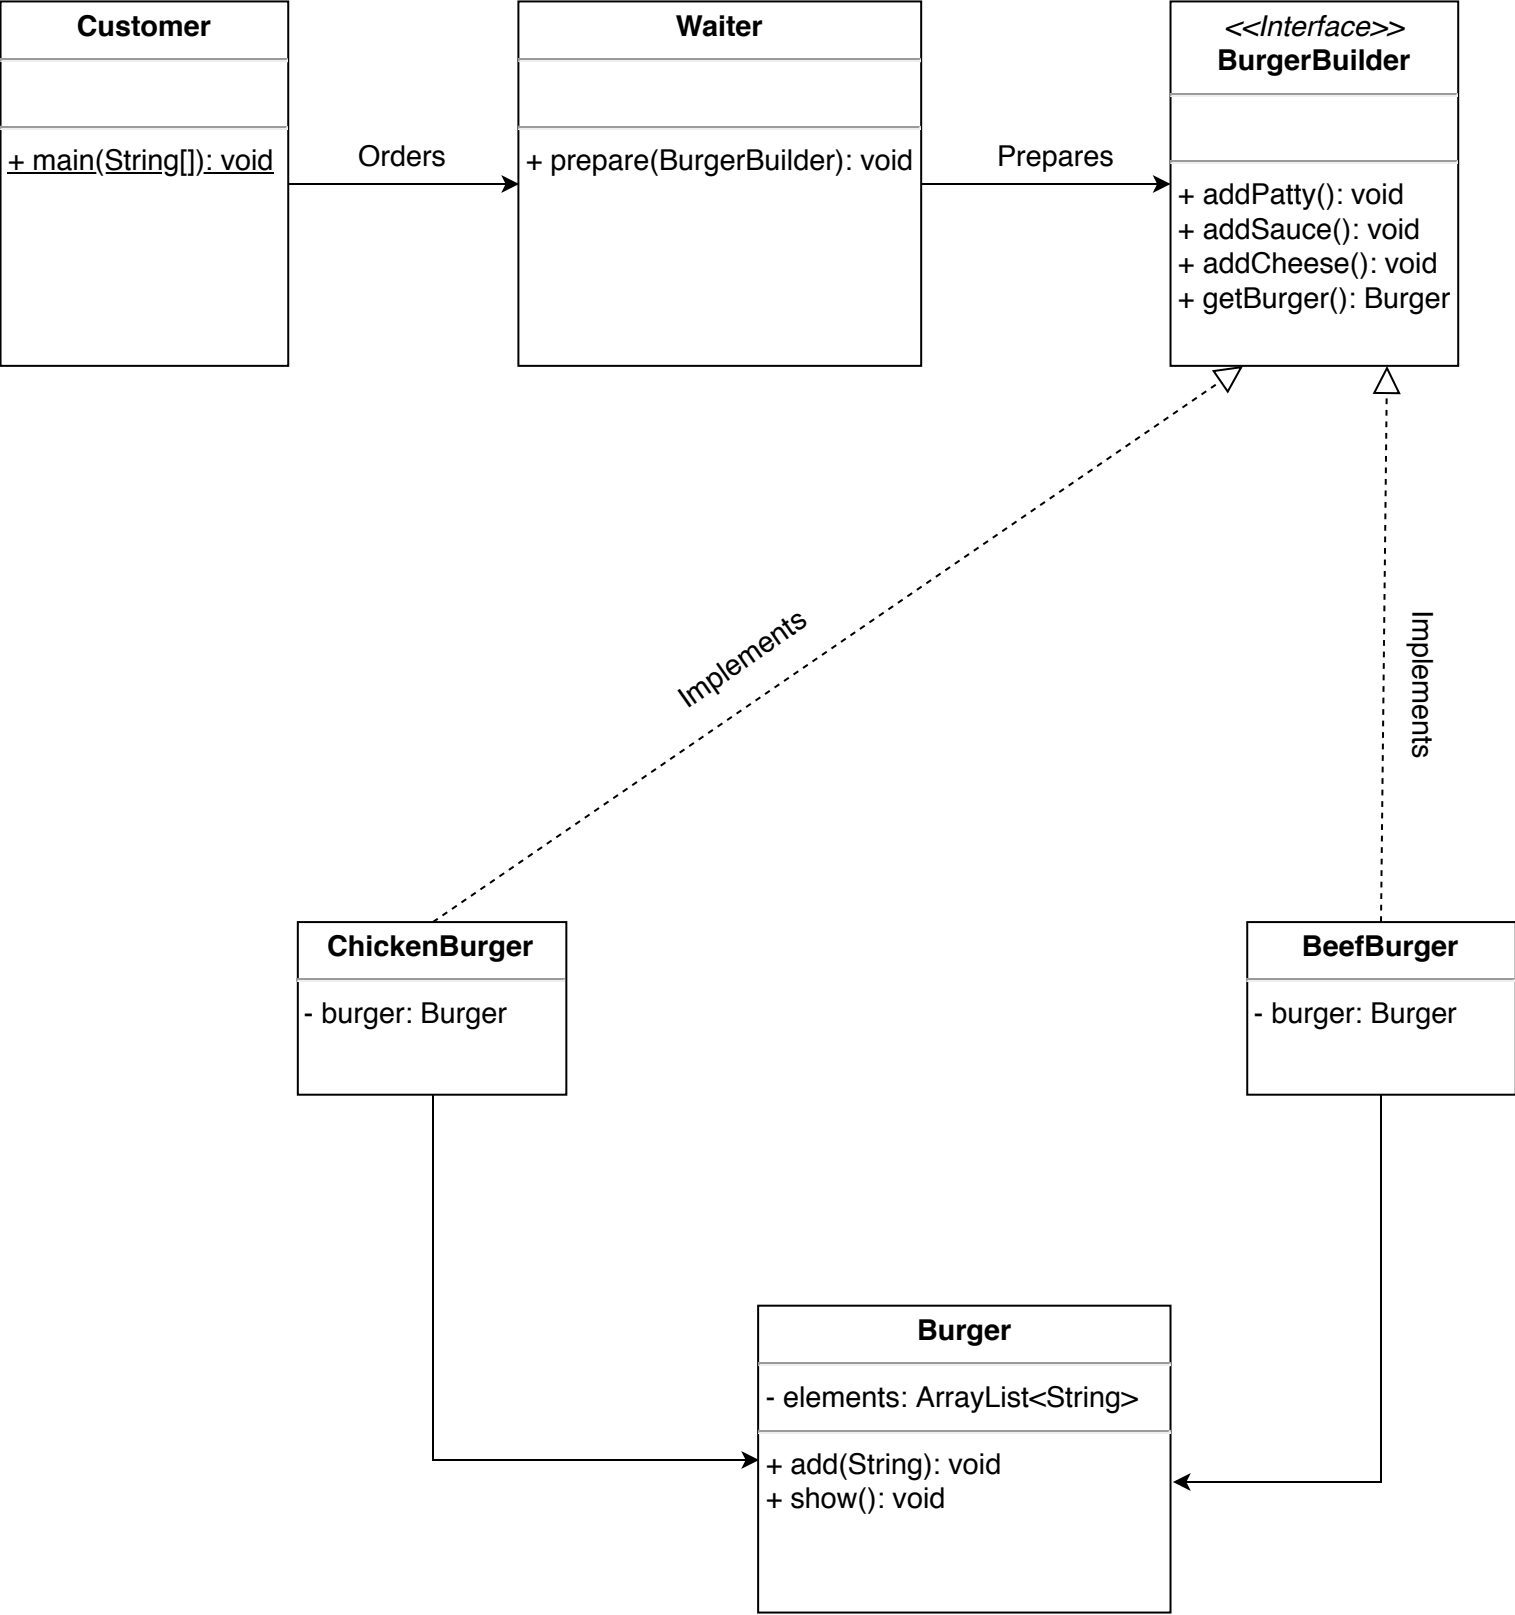 Customer
+ main(String[]): void
Orders
Waiter
+ prepare(BurgerBuilder): void
Prepares
<<Interface>>
BurgerBuilder
+ addPatty(): void
+ addSauce(): void
+ addCheese(): void
+ getBurger(): Burger
Implements
Implements
ChickenBurger
- burger: Burger
BeefBurger
- burger: Burger
Burger
- elements: ArrayList<String>
+ add(String): void
+ show(): void